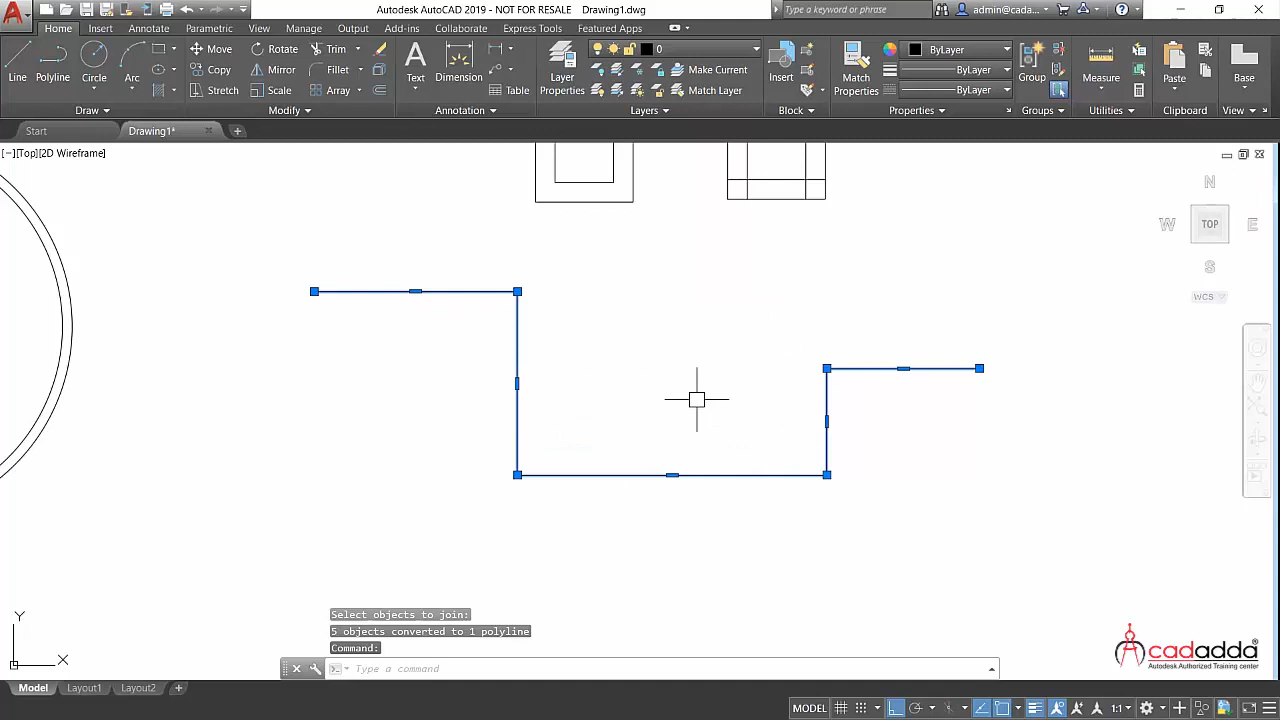 Autodesk AutoCAD 2019 - NOT FOR RESALE Drawing1.dwg
Type a keyword or phrase
admin@cada...
Home Insert Annotate Parametric View Manage Output Add-ins Collaborate Express Tools Featured Apps
Line Polyline Circle Arc
Move Rotate Trim
Copy Mirror Fillet
Stretch Scale Array
Text Dimension
Table
Layer Properties
0
Make Current
Match Layer
Insert
Match Properties
ByLayer
ByLayer
ByLayer
Group
Measure
Paste
Base
Draw Modify Annotation Layers Block Properties Groups Utilities Clipboard View
Start Drawing1*
[−][Top][2D Wireframe]
N
W TOP E
S
WCS
Y
X
Select objects to join:
5 objects converted to 1 polyline
Command:
Type a command
cadadda
Autodesk Authorized Training center
Model Layout1 Layout2
MODEL 1:1